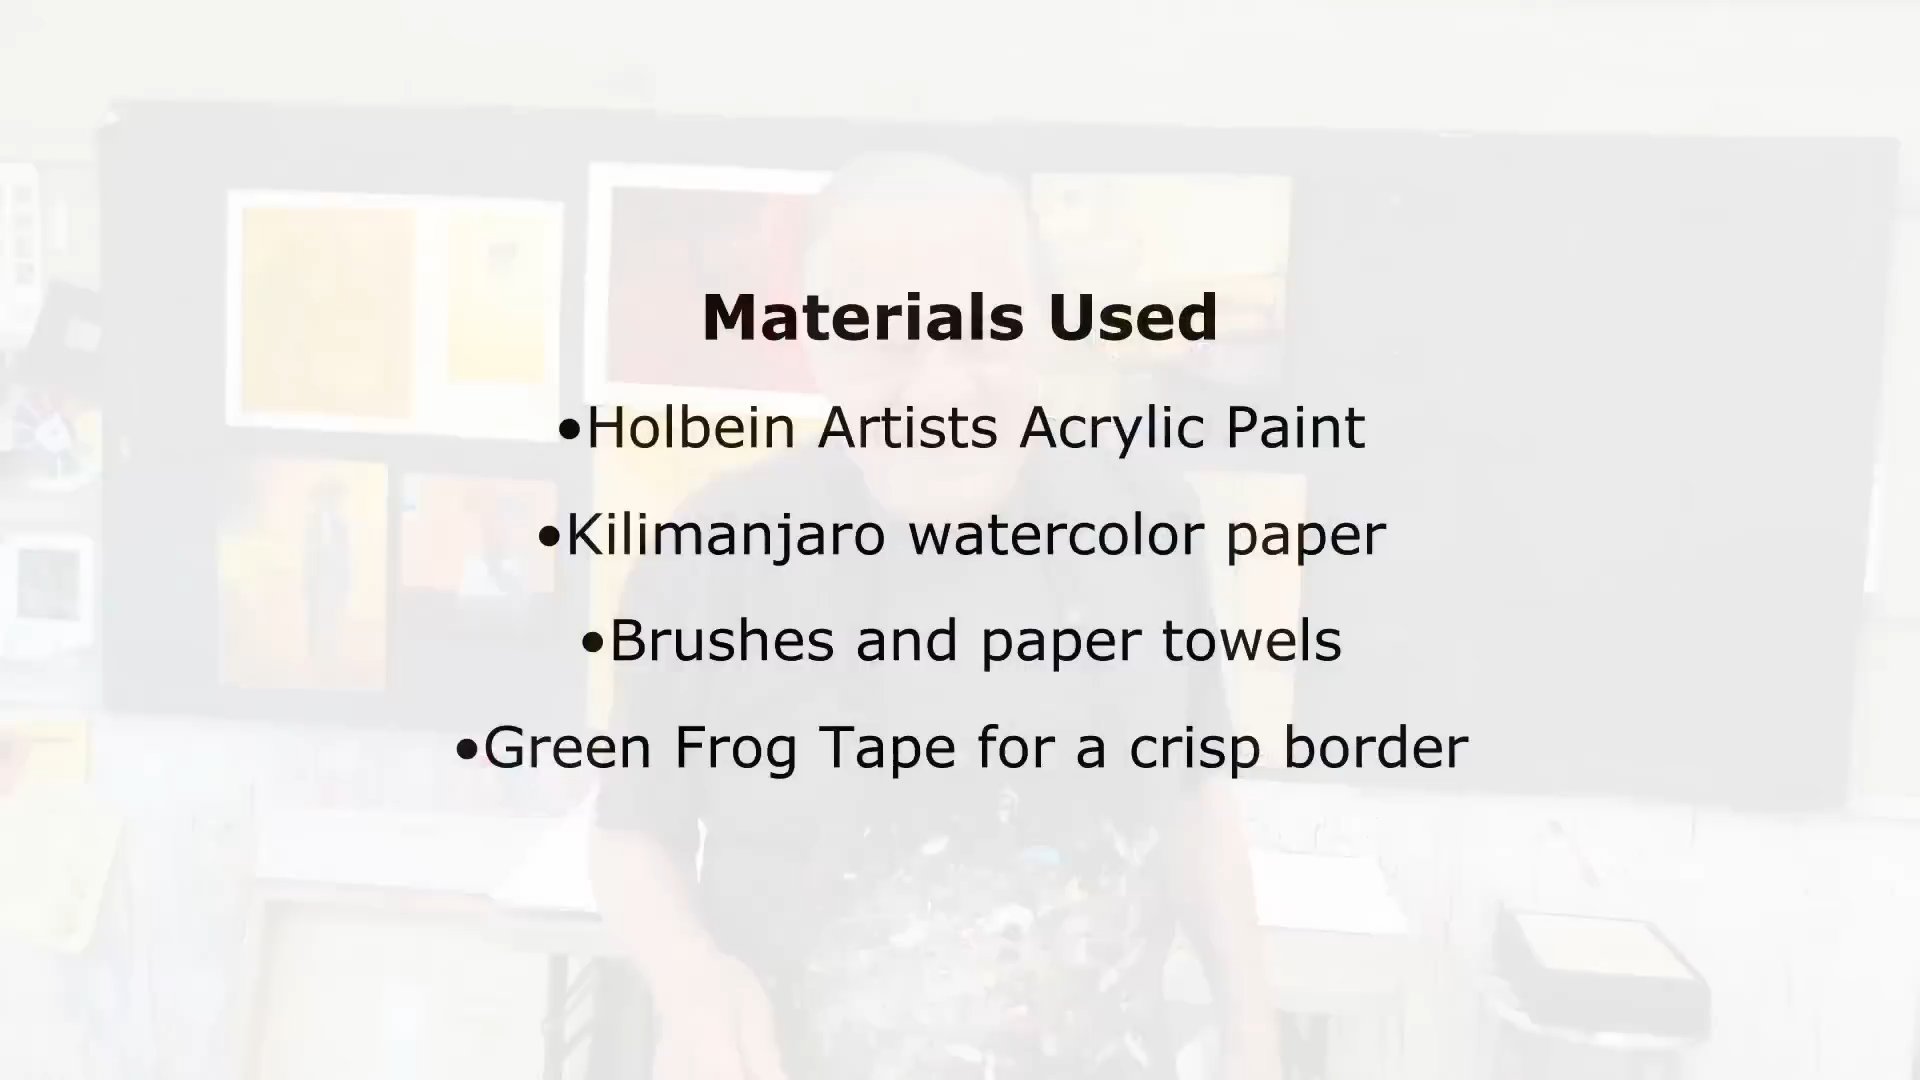 Materials Used
•Holbein Artists Acrylic Paint
•Kilimanjaro watercolor paper
•Brushes and paper towels
•Green Frog Tape for a crisp border